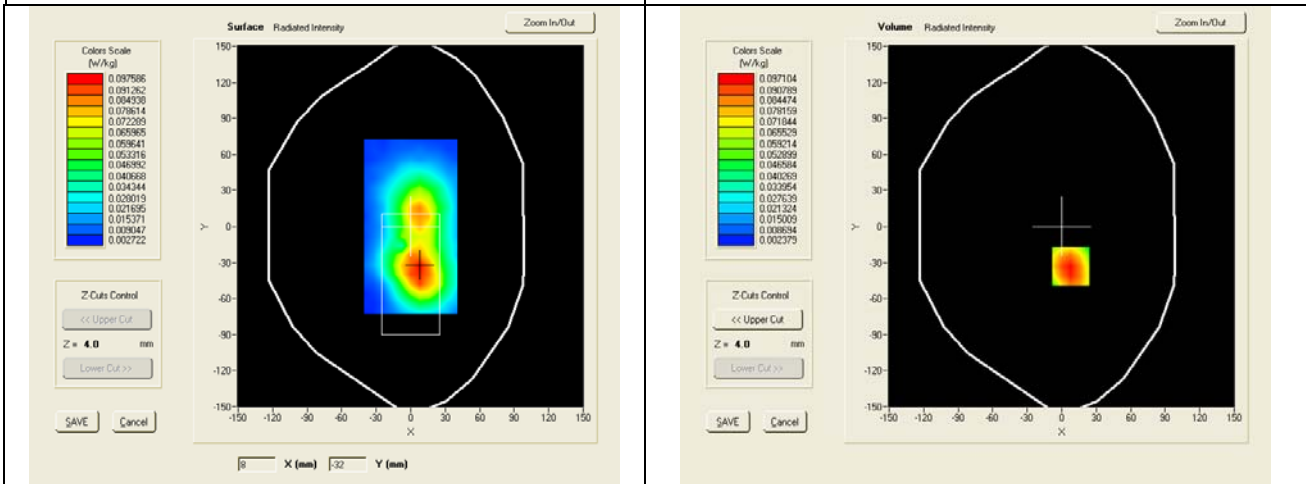 Surface Radiated Intensity
Zoom In/Out
Colors Scale
(W/kg)
0.097586
0.091262
0.084938
0.078614
0.072289
0.065965
0.059641
0.053316
0.046992
0.040668
0.034344
0.028019
0.021695
0.015371
0.009047
0.002722
150
120
90
60
30
0
-30
-60
-90
-120
-150
Y
-150 -120 -90 -60 -30 0 30 60 90 120 150
X
Z-Cuts Control
<< Upper Cut
Z = 4.0 mm
Lower Cut >>
SAVE Cancel
8 X (mm) -32 Y (mm)
Volume Radiated Intensity
Zoom In/Out
Colors Scale
(W/kg)
0.097104
0.090789
0.084474
0.078159
0.071844
0.065529
0.059214
0.052899
0.046584
0.040269
0.033954
0.027639
0.021324
0.015009
0.008694
0.002379
150
120
90
60
30
0
-30
-60
-90
-120
-150
Y
-150 -120 -90 -60 -30 0 30 60 90 120 150
X
Z-Cuts Control
<< Upper Cut
Z = 4.0 mm
Lower Cut >>
SAVE Cancel